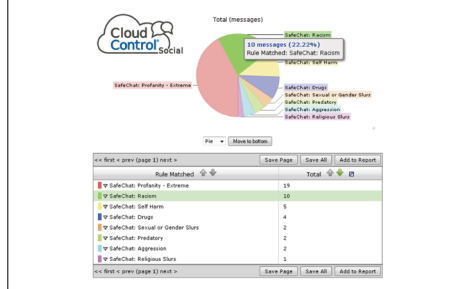 Total (messages)
Cloud
Control
Social
SafeChat: Racism
10 messages (22.22%)
Rule Matched: SafeChat: Racism
SafeChat: Self Harm
SafeChat: Profanity - Extreme
SafeChat: Drugs
SafeChat: Sexual or Gender Slurs
SafeChat: Predatory
SafeChat: Aggression
SafeChat: Religious Slurs
Pie Move to bottom
<< first < prev (page 1) next > Save Page Save All Add to Report
Rule Matched Total
SafeChat: Profanity - Extreme 19
SafeChat: Racism 10
SafeChat: Self Harm 5
SafeChat: Drugs 4
SafeChat: Sexual or Gender Slurs 2
SafeChat: Predatory 2
SafeChat: Aggression 2
SafeChat: Religious Slurs 1
<< first < prev (page 1) next > Save Page Save All Add to Report